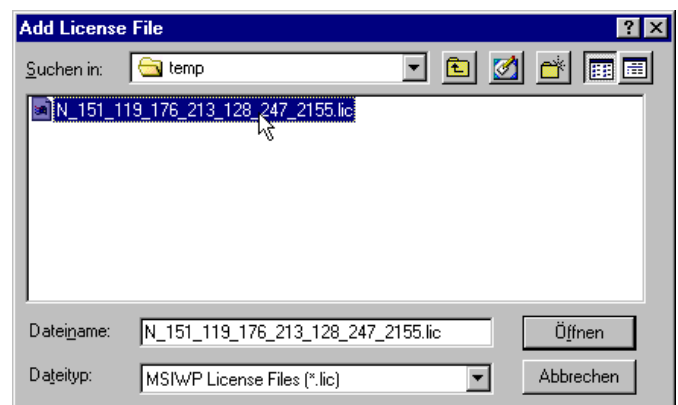 Add License File
Suchen in: temp
N_151_119_176_213_128_247_2155.lic
Dateiname: N_151_119_176_213_128_247_2155.lic Öffnen
Dateityp: MSIWP License Files (*.lic) Abbrechen